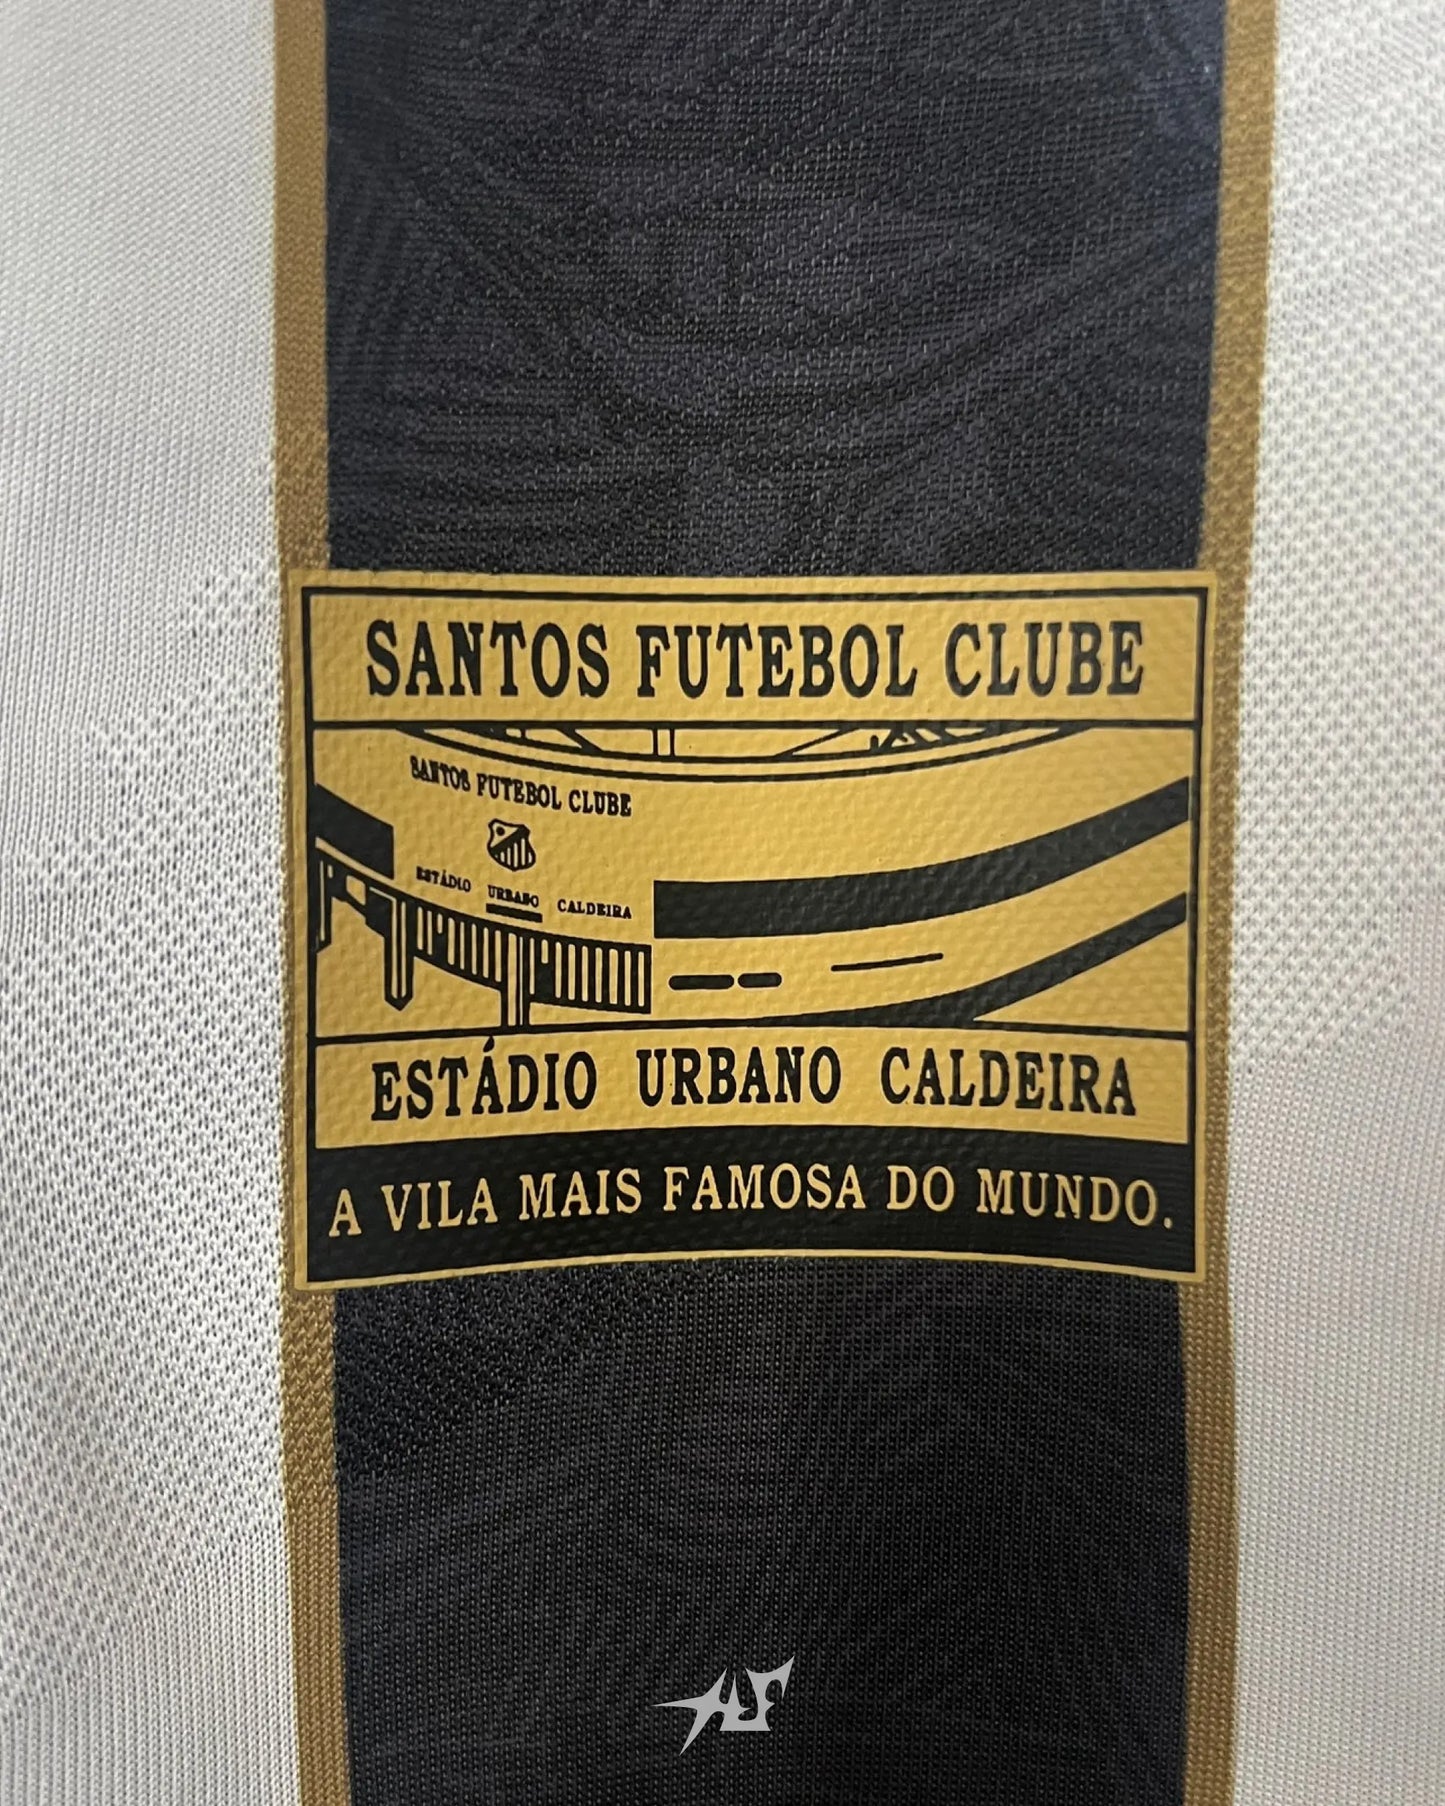 SANTOS FUTEBOL CLUBE
SANTOS FUTEBOL CLUBE
ESTÁDIO URBANO CALDEIRA
ESTÁDIO URBANO CALDEIRA
A VILA MAIS FAMOSA DO MUNDO.